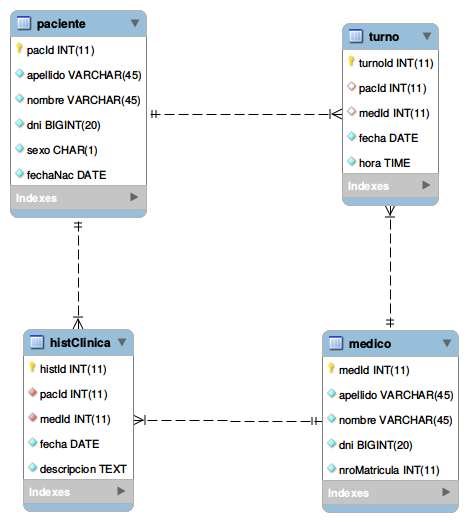 paciente
pacId INT(11)
apellido VARCHAR(45)
nombre VARCHAR(45)
dni BIGINT(20)
sexo CHAR(1)
fechaNac DATE
Indexes
turno
turnoId INT(11)
pacId INT(11)
medId INT(11)
fecha DATE
hora TIME
Indexes
histClinica
histId INT(11)
pacId INT(11)
medId INT(11)
fecha DATE
descripcion TEXT
Indexes
medico
medId INT(11)
apellido VARCHAR(45)
nombre VARCHAR(45)
dni BIGINT(20)
nroMatricula INT(11)
Indexes